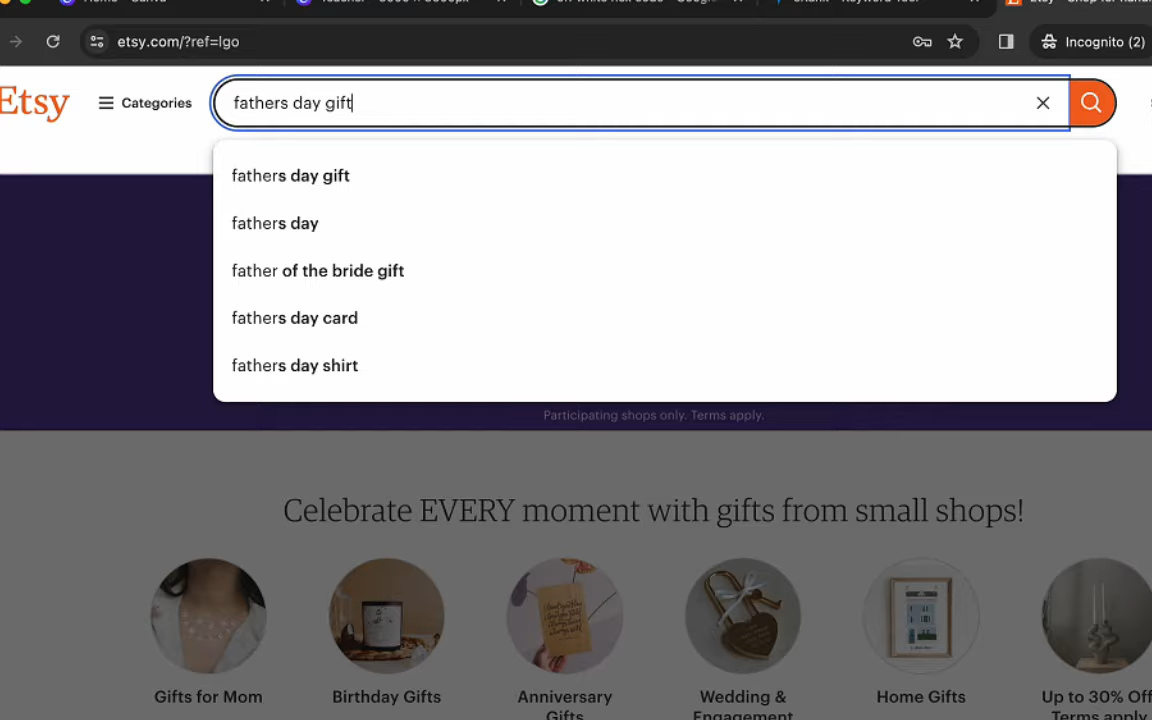 Home - Canva
etsy.com/?ref=lgo
Incognito (2)
Etsy
Categories
fathers day gift
fathers day gift
fathers day
father of the bride gift
fathers day card
fathers day shirt
Participating shops only. Terms apply.
Celebrate EVERY moment with gifts from small shops!
Gifts for Mom
Birthday Gifts
Anniversary
Gifts
Wedding &
Engagement
Home Gifts
Up to 30% Off
Terms apply